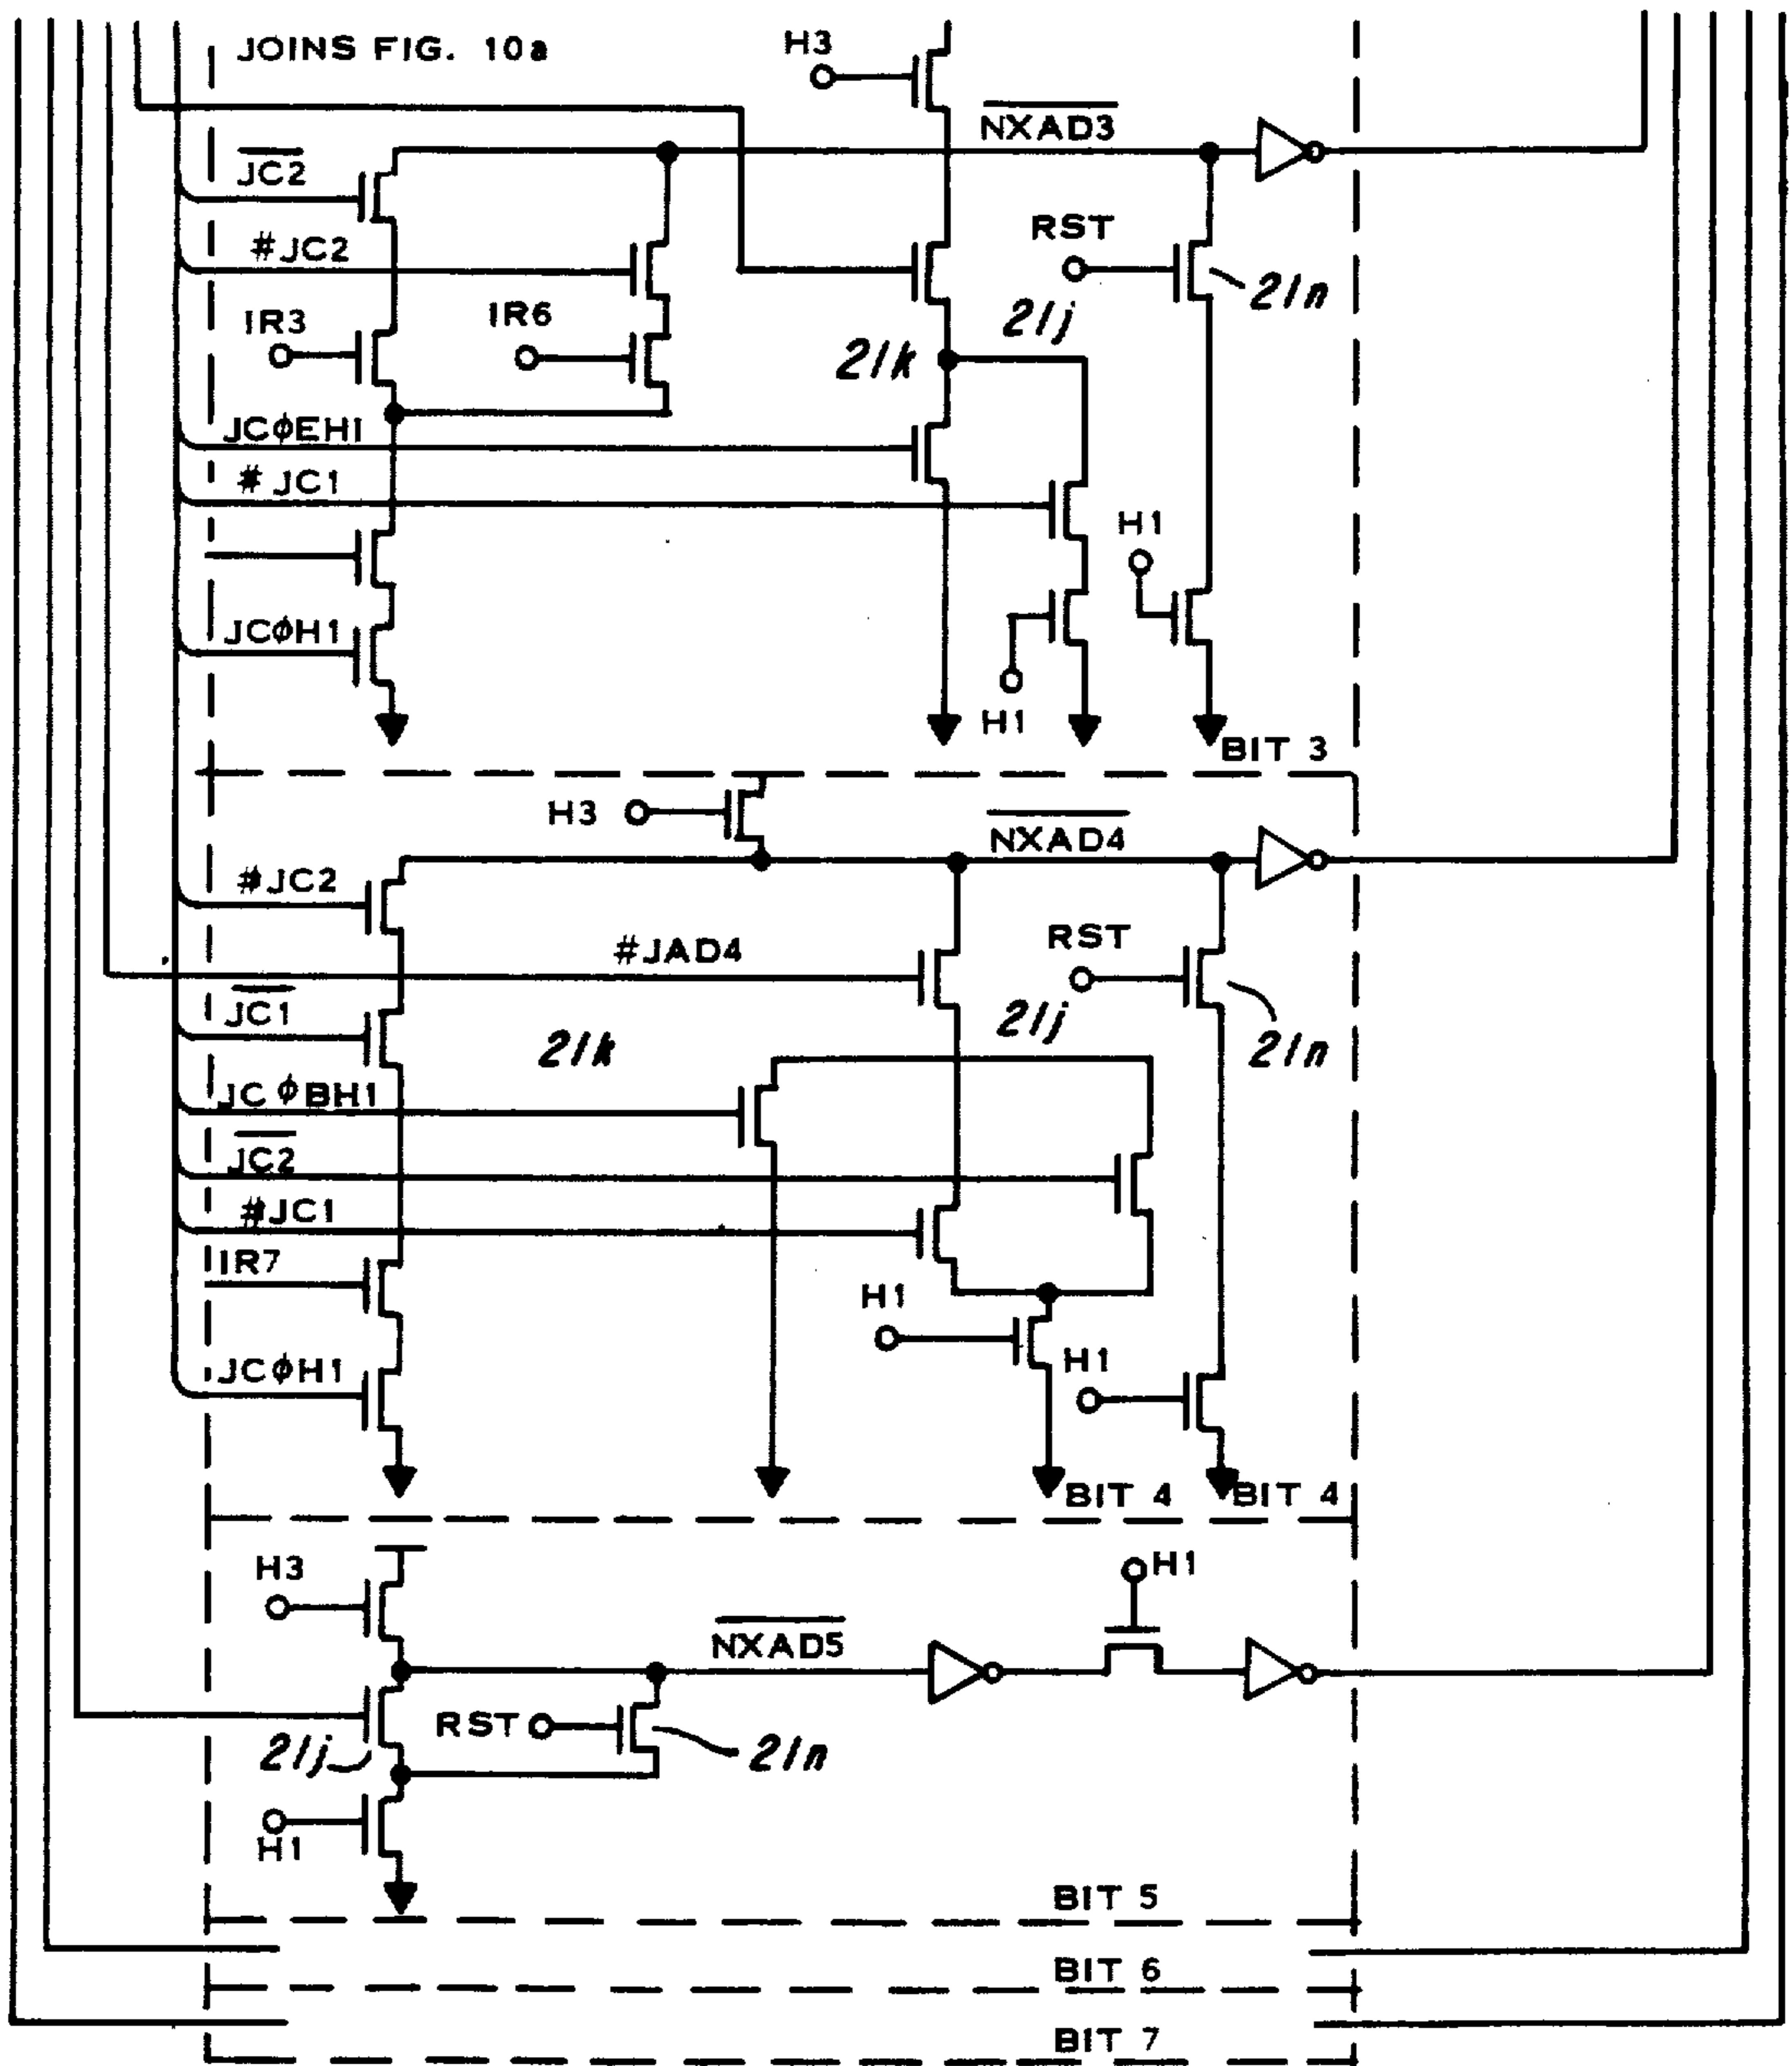 JOINS FIG. 10a
H3
NXAD3
JC2
#JC2
RST
21n
IR3
IR6
21j
21k
JCϕEH1
#JC1
H1
JCϕH1
H1
BIT 3
H3
NXAD4
#JC2
#JAD4
RST
JC1
21k
21j
21n
JCϕBH1
JC2
#JC1
IR7
H1
H1
JCϕH1
BIT 4
BIT 4
H3
H1
NXAD5
RST
21j
21n
H1
BIT 5
BIT 6
BIT 7